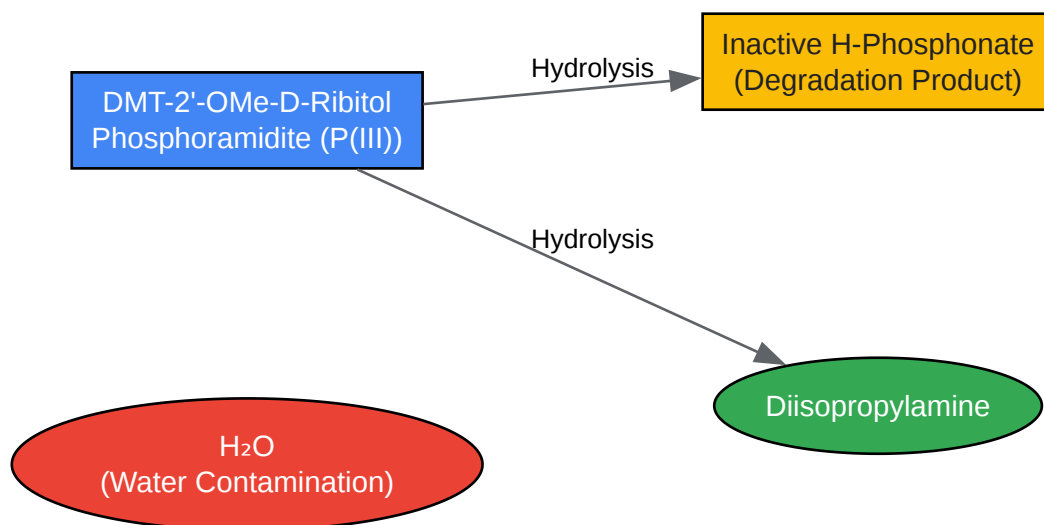 DMT-2'-OMe-D-Ribitol
Phosphoramidite (P(III))
Hydrolysis
Inactive H-Phosphonate
(Degradation Product)
Hydrolysis
Diisopropylamine
H₂O
(Water Contamination)